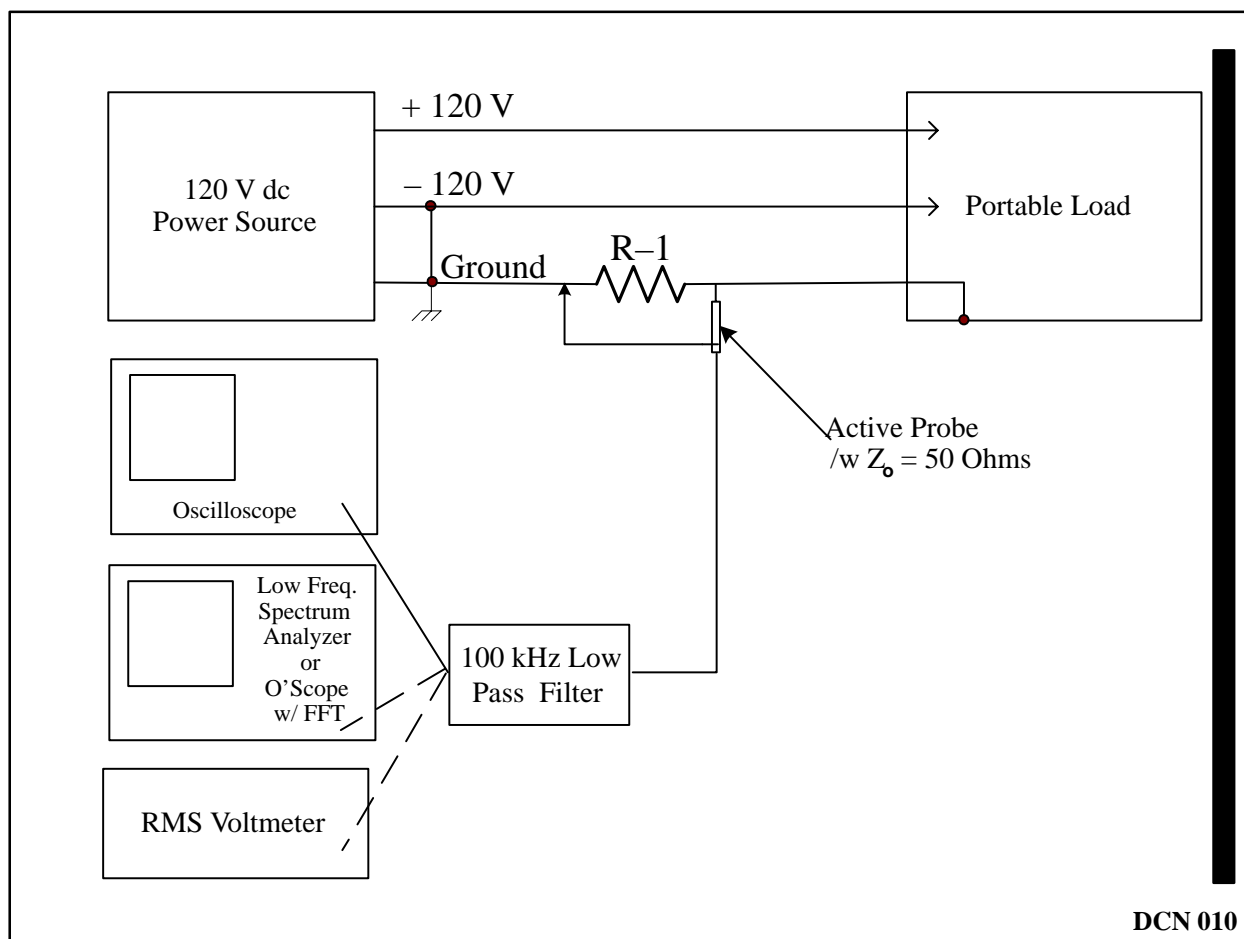 + 120 V
120 V dc
Power Source
– 120 V
Portable Load
Ground
R–1
Active Probe
/w Zo = 50 Ohms
Oscilloscope
Low Freq.
Spectrum
Analyzer
or
O’Scope
w/ FFT
100 kHz Low
Pass Filter
RMS Voltmeter
DCN 010